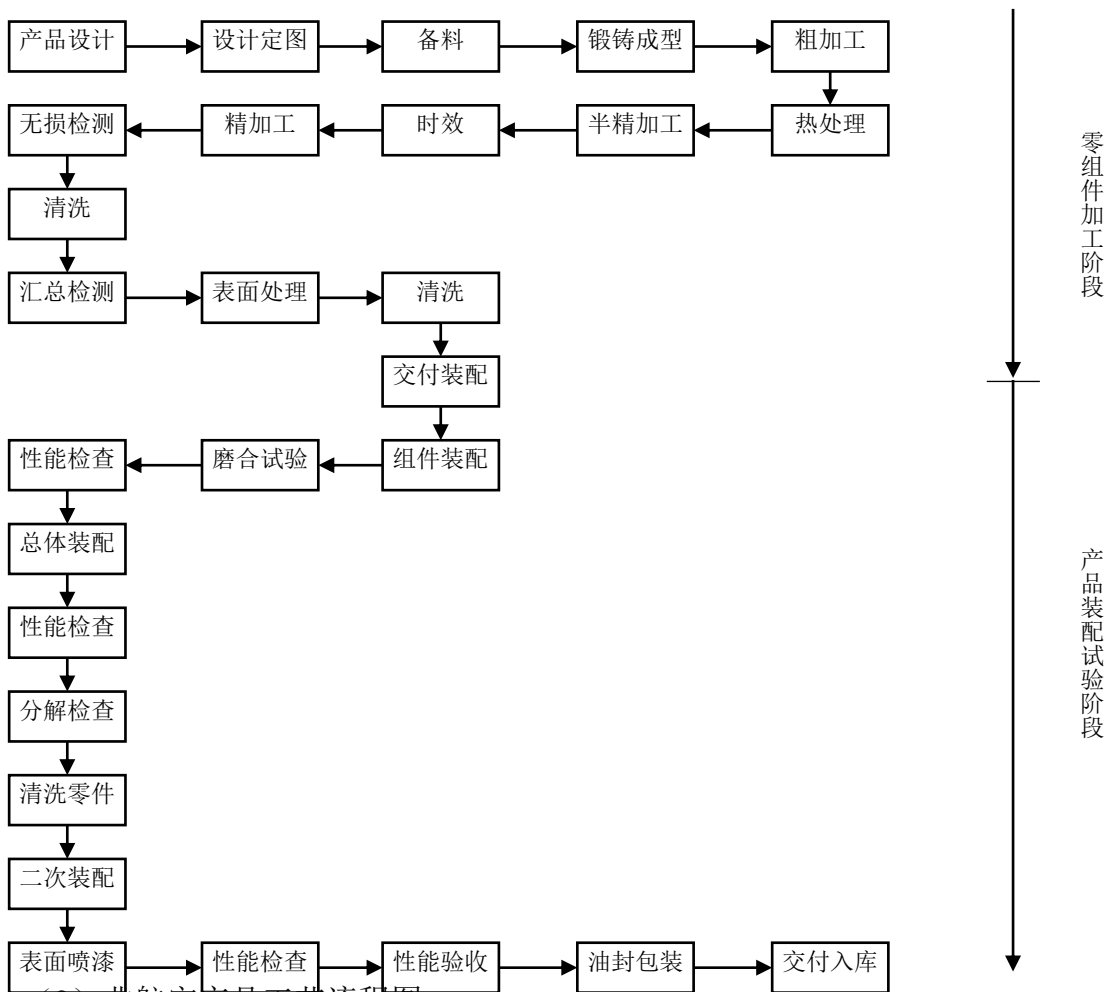 产品设计
设计定图
备料
锻铸成型
粗加工
无损检测
精加工
时效
半精加工
热处理
清洗
汇总检测
表面处理
清洗
交付装配
性能检查
磨合试验
组件装配
总体装配
性能检查
分解检查
清洗零件
二次装配
表面喷漆
性能检查
性能验收
油封包装
交付入库
零组件加工阶段
产品装配试验阶段